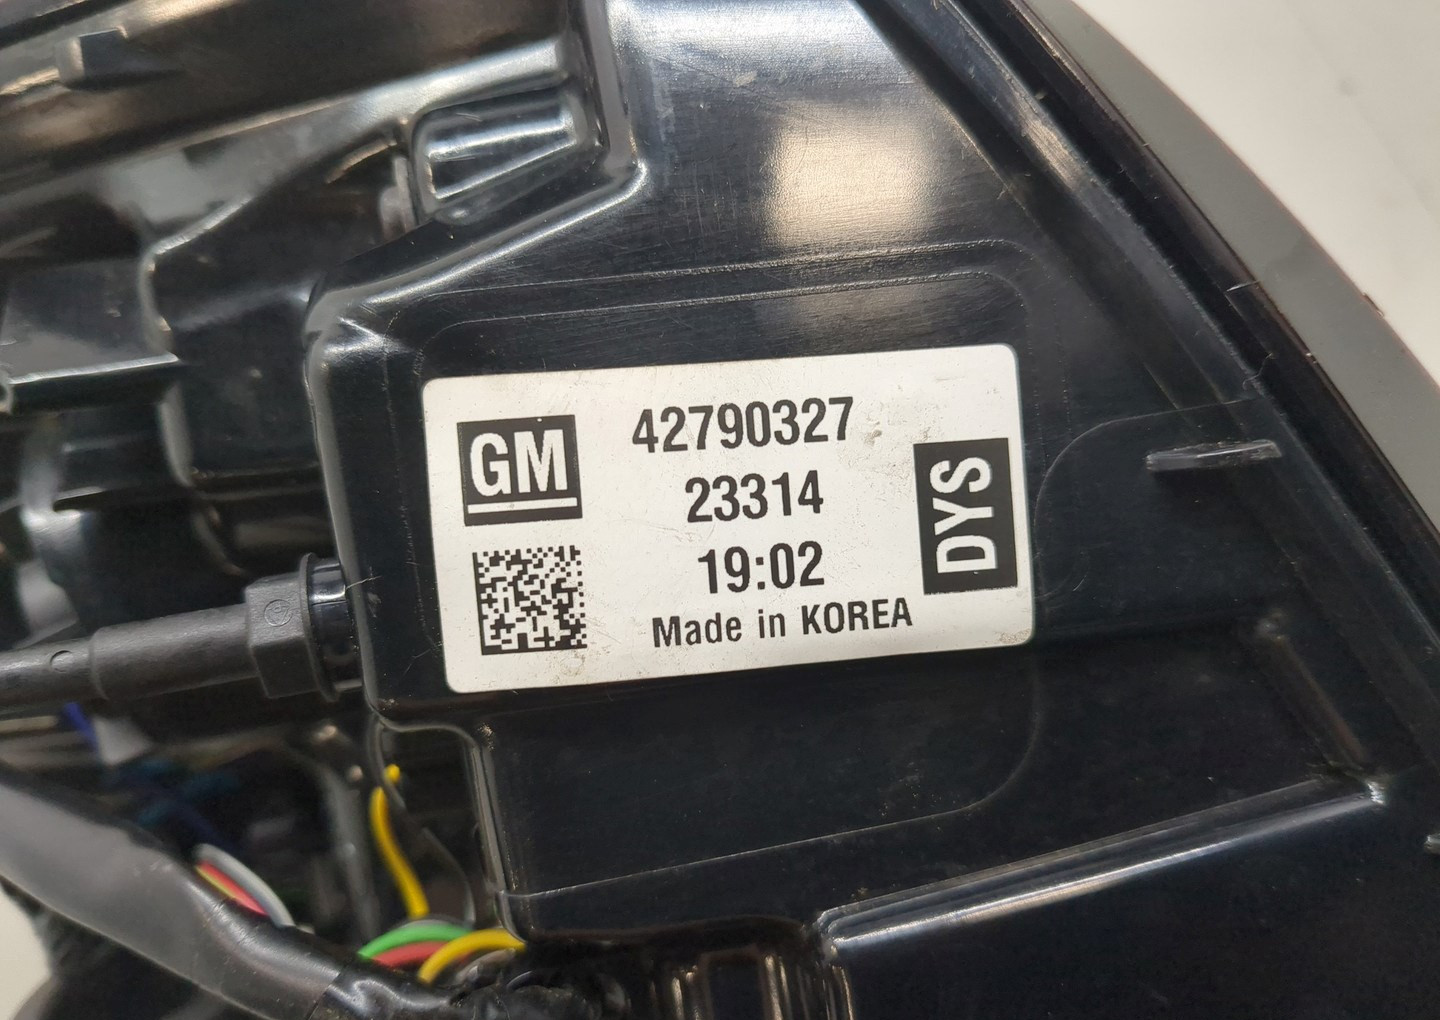 GM
42790327
23314
19:02
Made in KOREA
DYS